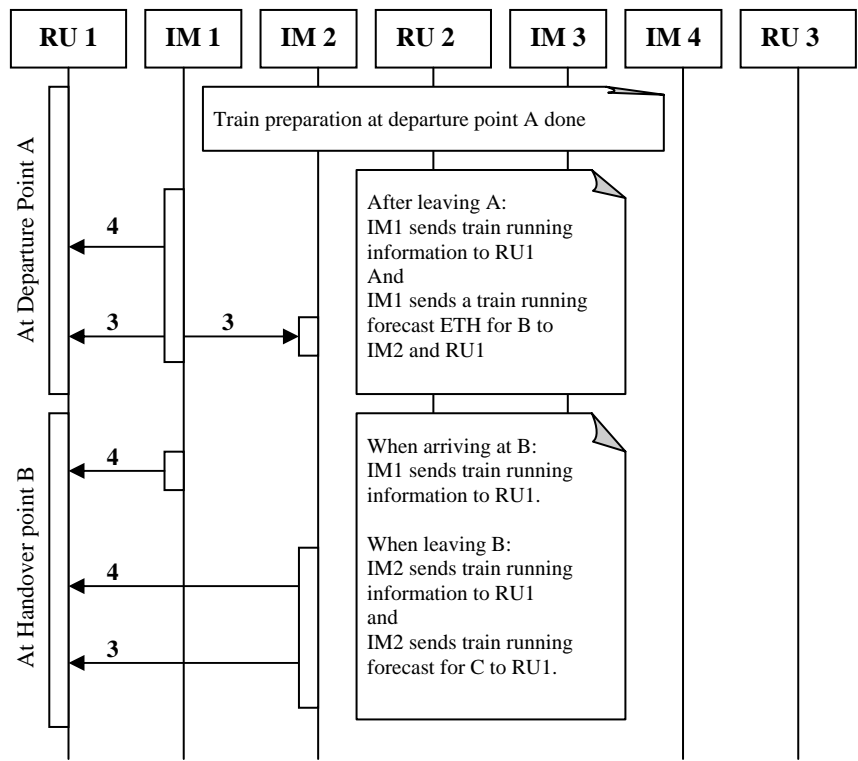 RU 1
IM 1
IM 2
RU 2
IM 3
IM 4
RU 3
Train preparation at departure point A done
At Departure Point A
After leaving A:
IM1 sends train running
information to RU1
And
IM1 sends a train running
forecast ETH for B to
IM2 and RU1
4
3
3
At Handover point B
When arriving at B:
IM1 sends train running
information to RU1.
When leaving B:
IM2 sends train running
information to RU1
and
IM2 sends train running
forecast for C to RU1.
4
4
3